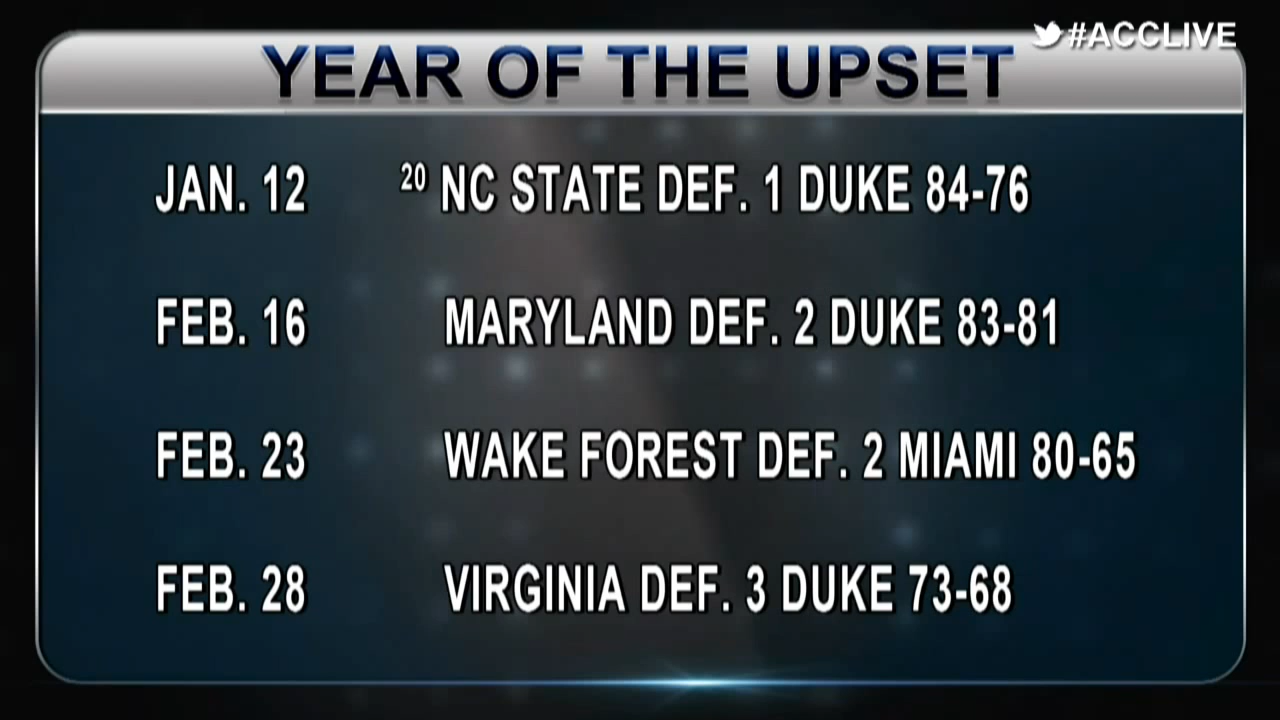 #ACCLIVE
YEAR OF THE UPSET
JAN. 12 20 NC STATE DEF. 1 DUKE 84-76
FEB. 16 MARYLAND DEF. 2 DUKE 83-81
FEB. 23 WAKE FOREST DEF. 2 MIAMI 80-65
FEB. 28 VIRGINIA DEF. 3 DUKE 73-68